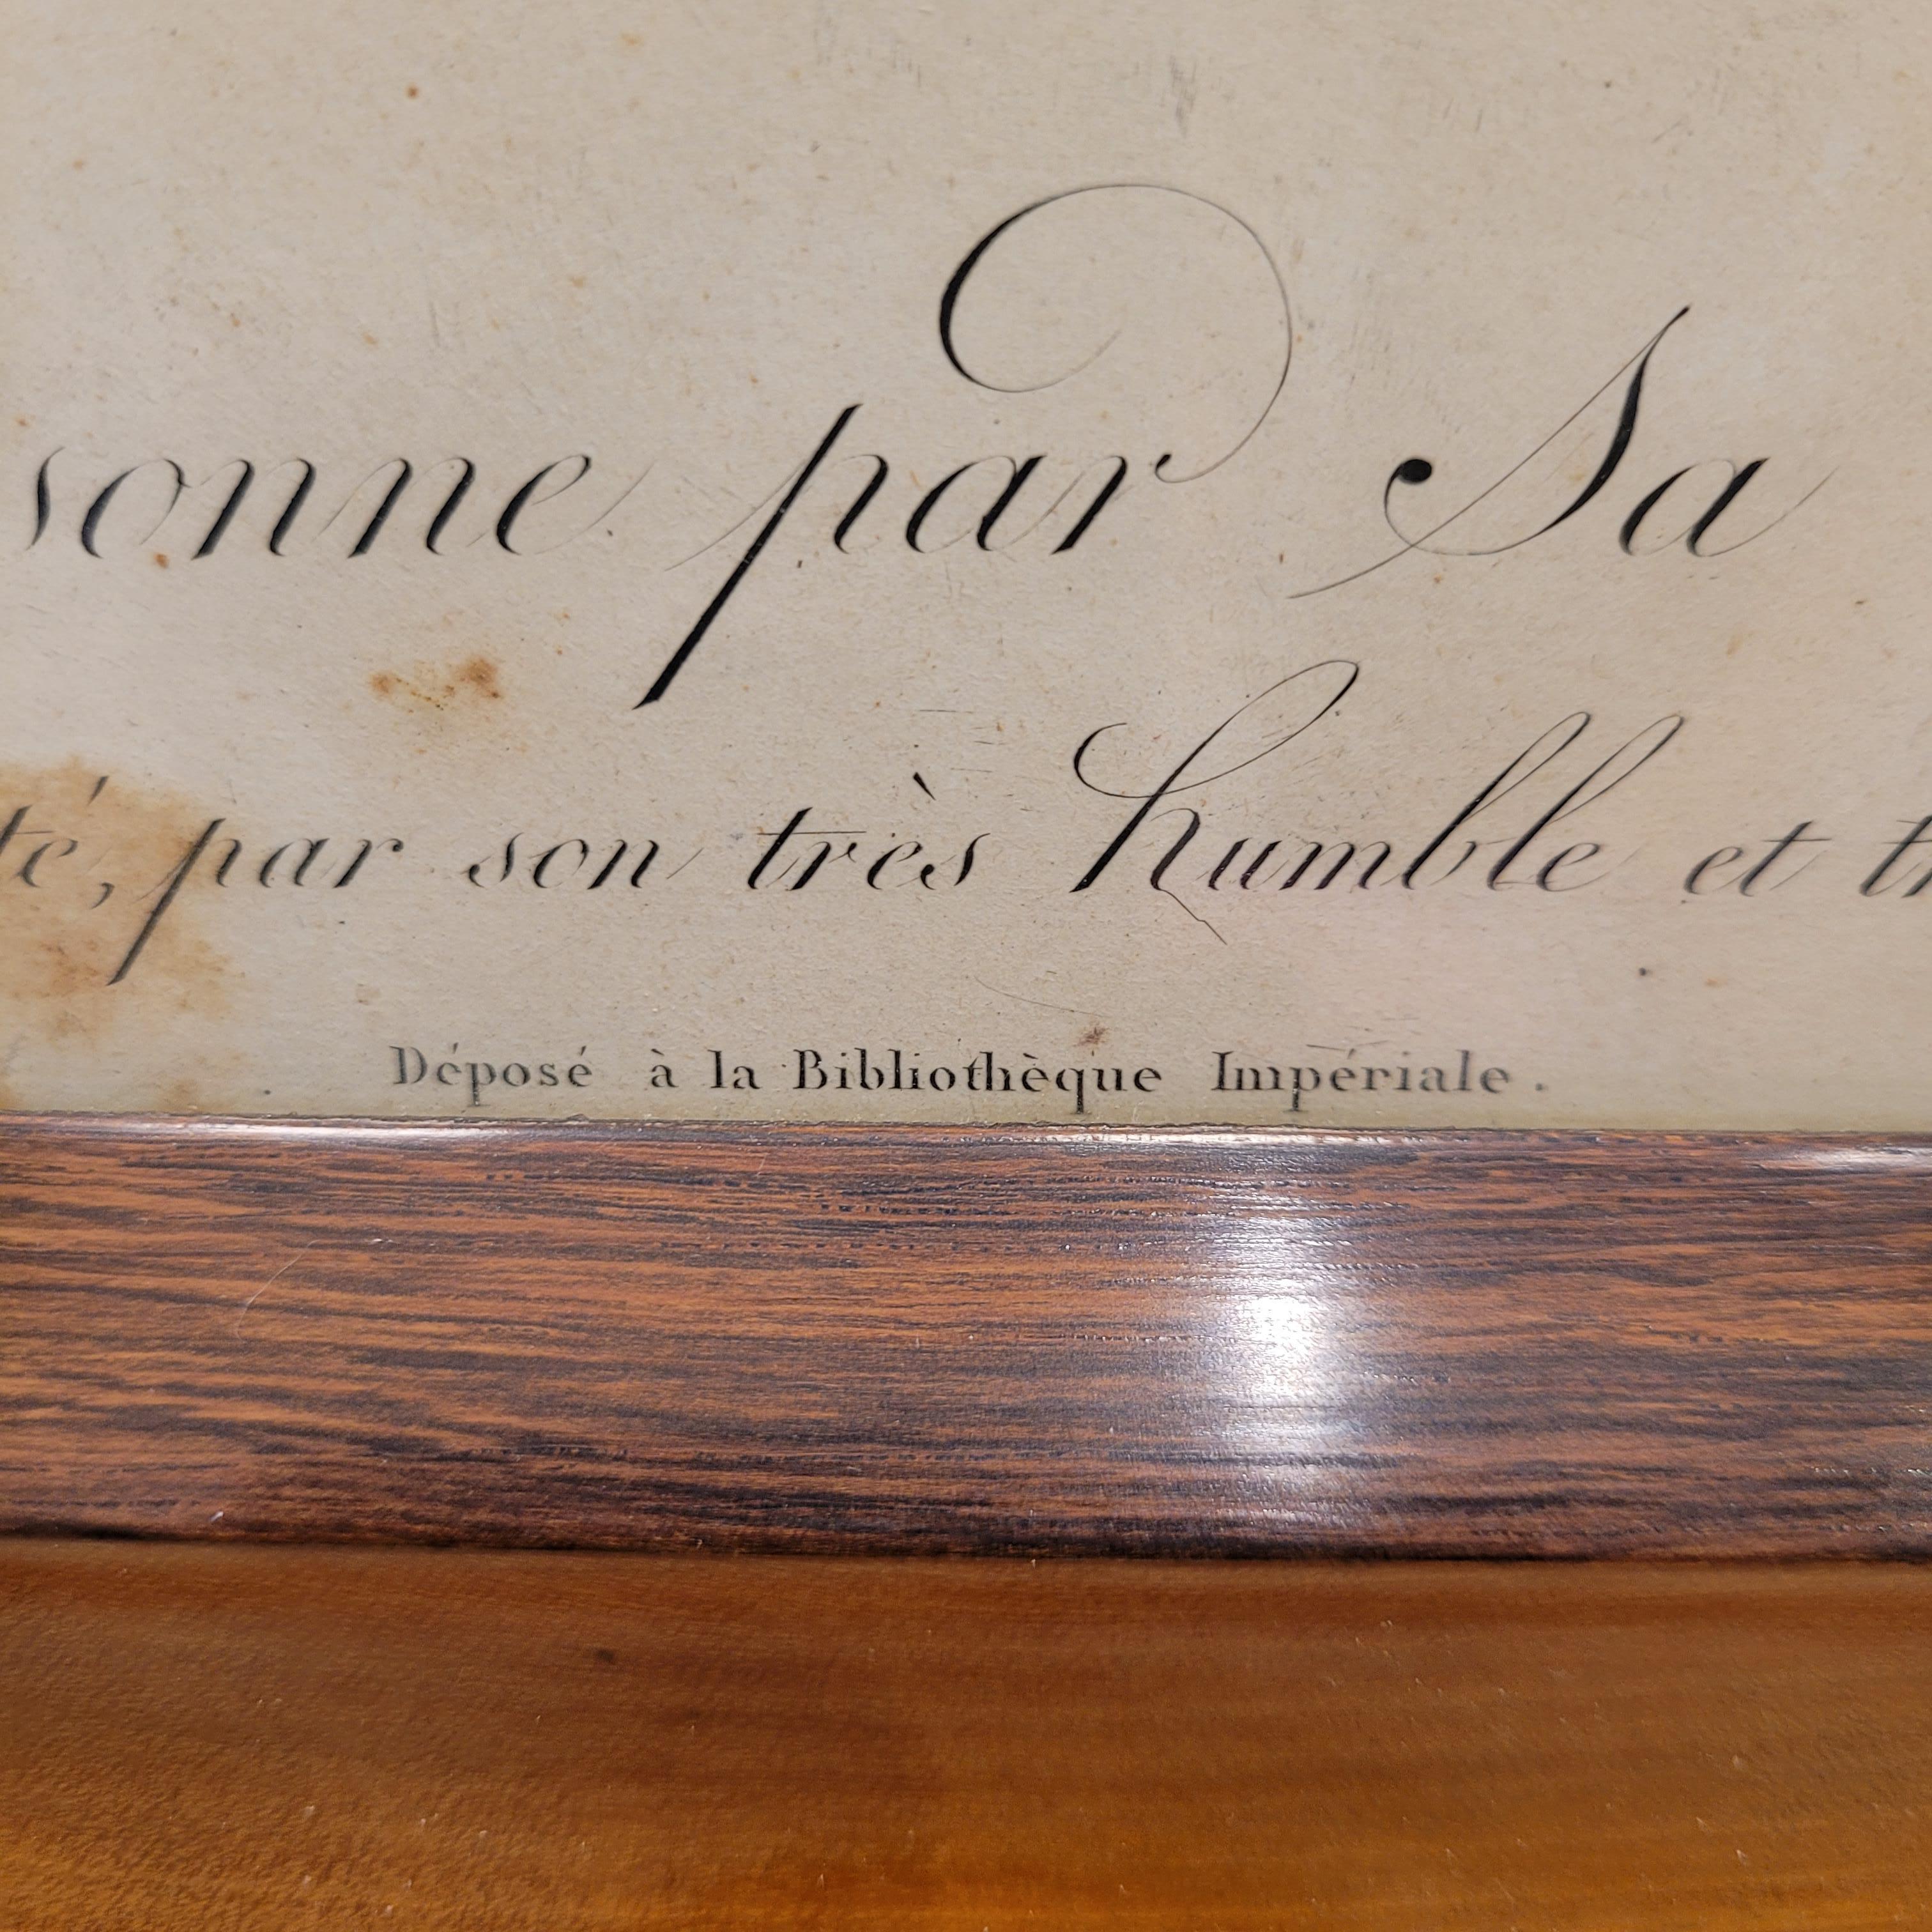 sonne par Sa
té, par son très humble et tr
Déposé à la Bibliothèque Impériale.